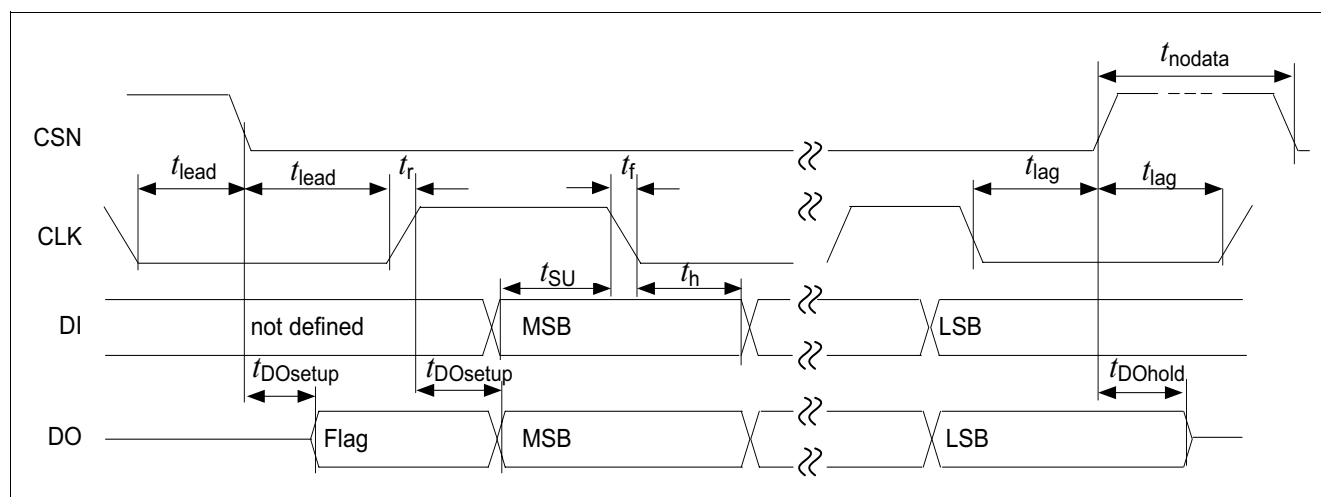 tnodata
CSN
tlead
tlead
tr
tf
tlag
tlag
CLK
tSU
th
DI
not defined
MSB
LSB
tDOsetup
tDOsetup
tDOhold
DO
Flag
MSB
LSB